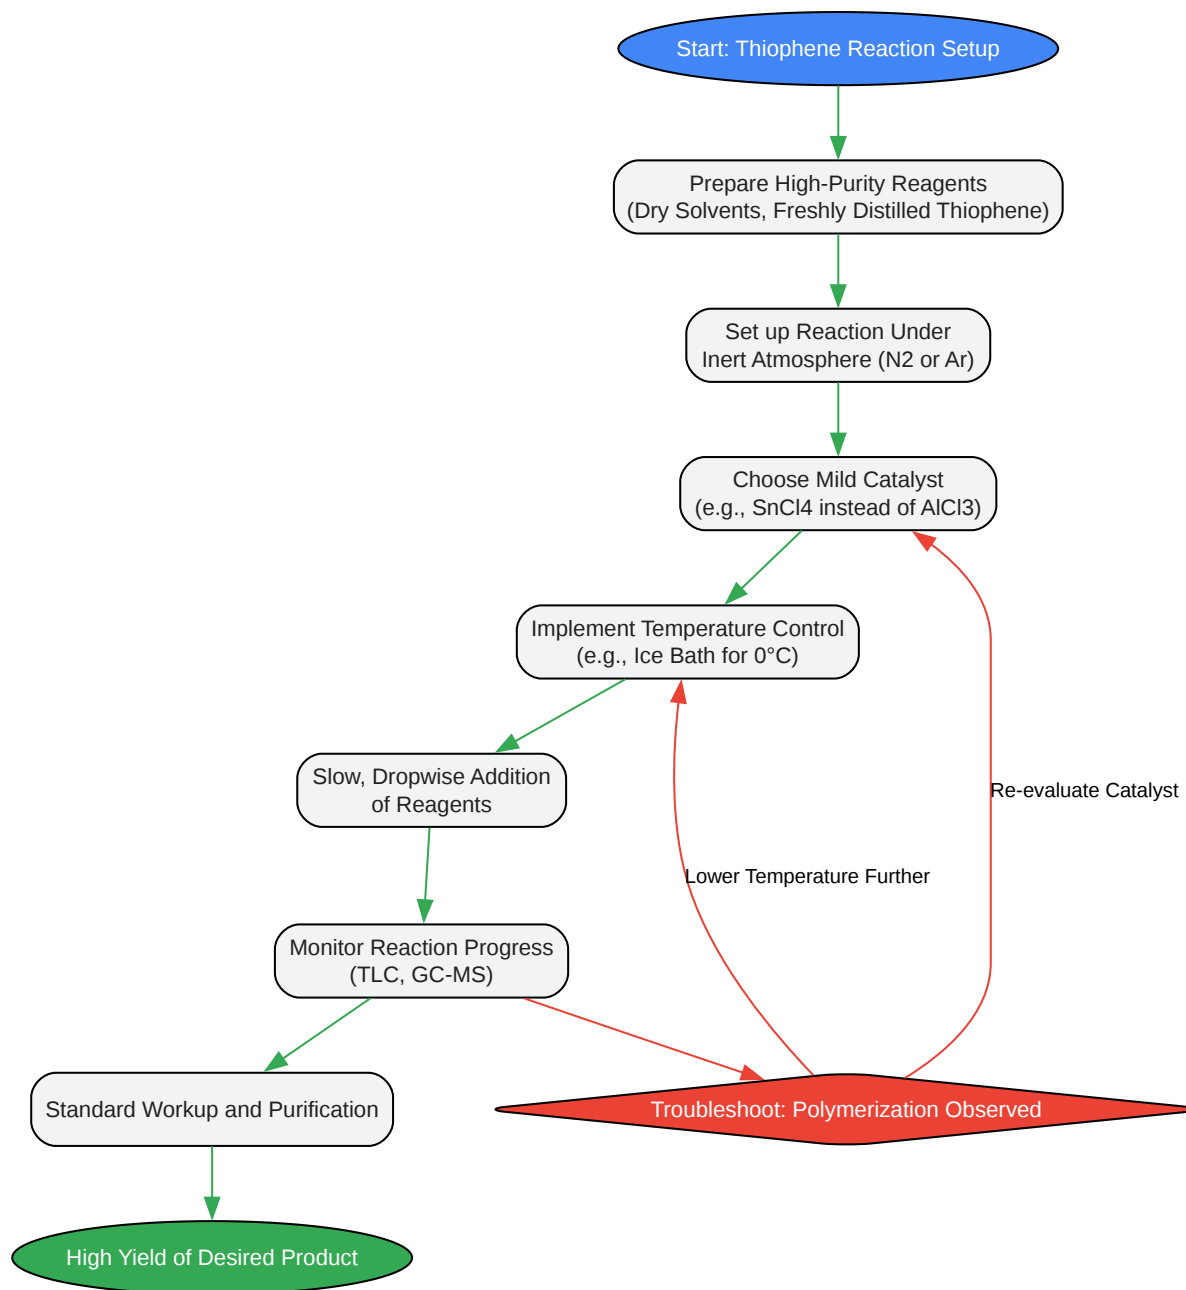 Start: Thiophene Reaction Setup
Prepare High-Purity Reagents
(Dry Solvents, Freshly Distilled Thiophene)
Set up Reaction Under
Inert Atmosphere (N2 or Ar)
Choose Mild Catalyst
(e.g., SnCl4 instead of AlCl3)
Implement Temperature Control
(e.g., Ice Bath for 0°C)
Slow, Dropwise Addition
of Reagents
Re-evaluate Catalyst
Lower Temperature Further
Monitor Reaction Progress
(TLC, GC-MS)
Standard Workup and Purification
Troubleshoot: Polymerization Observed
High Yield of Desired Product